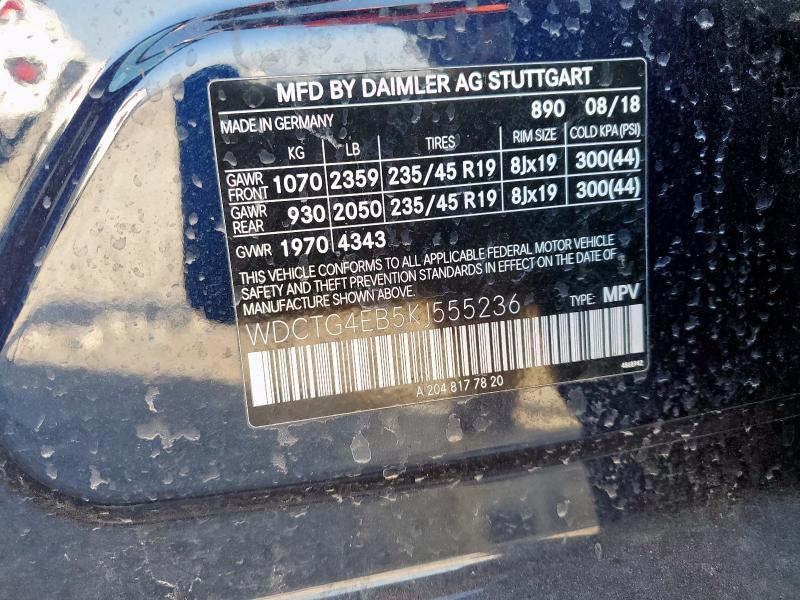 MFD BY DAIMLER AG STUTTGART
MADE IN GERMANY 890 08/18
KG LB TIRES RIM SIZE COLD KPA(PSI)
GAWR FRONT 1070 2359 235/45 R19 8Jx19 300(44)
GAWR REAR 930 2050 235/45 R19 8Jx19 300(44)
GVWR 1970 4343
THIS VEHICLE CONFORMS TO ALL APPLICABLE FEDERAL MOTOR VEHICLE
SAFETY AND THEFT PREVENTION STANDARDS IN EFFECT ON THE DATE OF
MANUFACTURE SHOWN ABOVE.
WDCTG4EB5KJ555236 TYPE: MPV
A 204 817 78 20